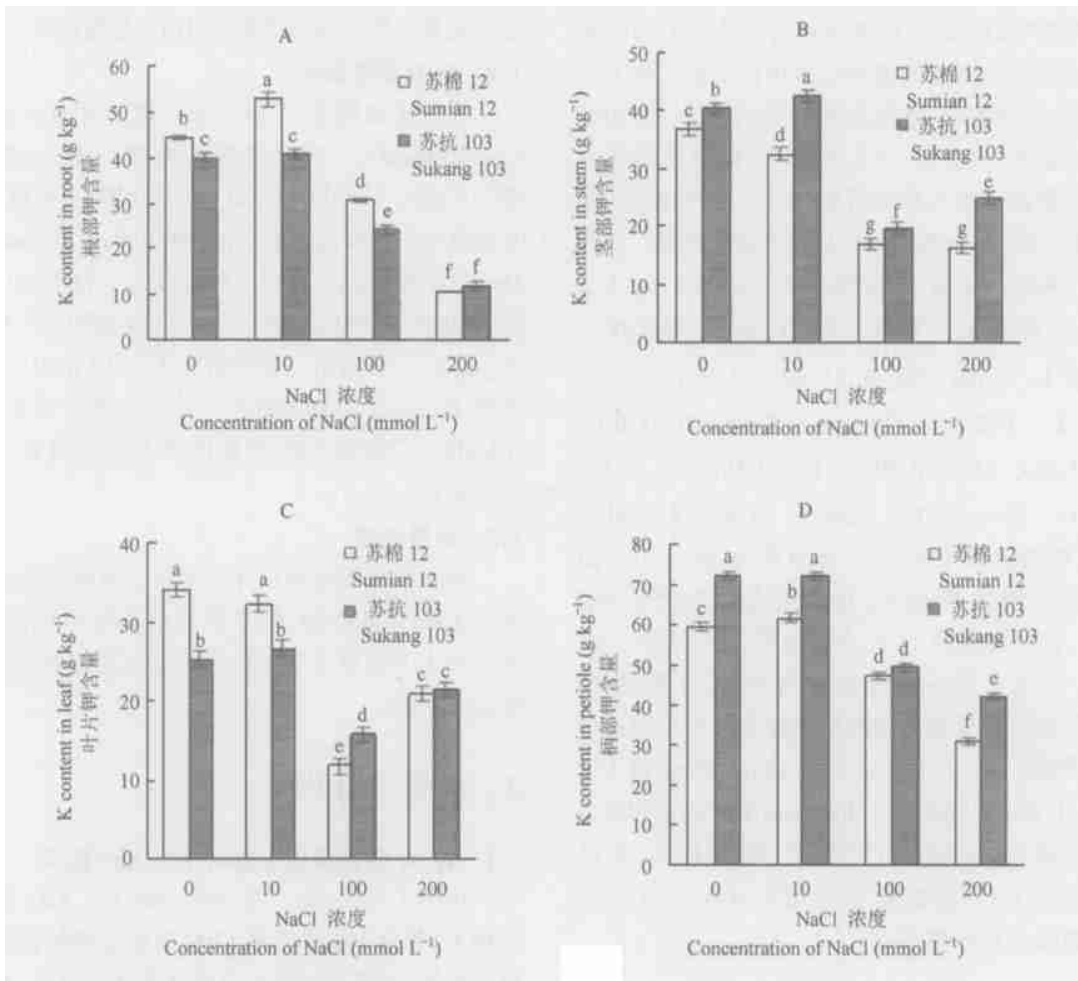 A
K content in root (g kg⁻¹)
根部钾含量
60
50
40
30
20
10
0
苏棉 12
Sumian 12
苏抗 103
Sukang 103
b
c
a
c
d
e
f
f
0
10
100
200
NaCl 浓度
Concentration of NaCl (mmol L⁻¹)
B
K content in stem (g kg⁻¹)
茎部钾含量
50
40
30
20
10
0
苏棉 12
Sumian 12
苏抗 103
Sukang 103
c
b
d
a
g
f
g
e
0
10
100
200
NaCl 浓度
Concentration of NaCl (mmol L⁻¹)
C
K content in leaf (g kg⁻¹)
叶片钾含量
40
30
20
10
0
苏棉 12
Sumian 12
苏抗 103
Sukang 103
a
b
a
b
e
d
c
c
0
10
100
200
NaCl 浓度
Concentration of NaCl (mmol L⁻¹)
D
K content in petiole (g kg⁻¹)
柄部钾含量
80
70
60
50
40
30
20
10
0
苏棉 12
Sumian 12
苏抗 103
Sukang 103
c
a
b
a
d
d
f
e
0
10
100
200
NaCl 浓度
Concentration of NaCl (mmol L⁻¹)